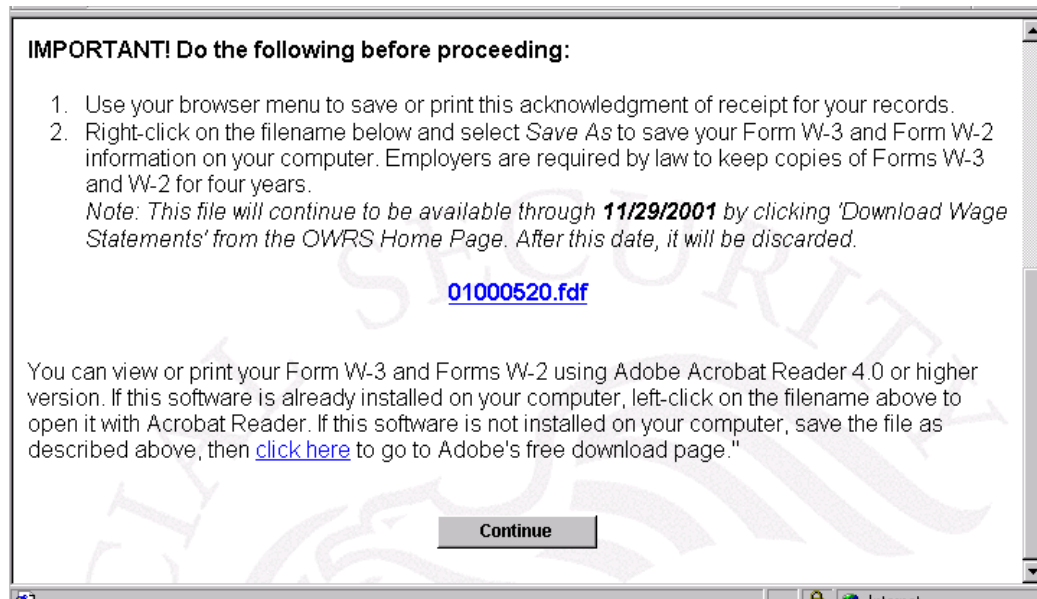 IMPORTANT! Do the following before proceeding:
1. Use your browser menu to save or print this acknowledgment of receipt for your records.
2. Right-click on the filename below and select Save As to save your Form W-3 and Form W-2
information on your computer. Employers are required by law to keep copies of Forms W-3
and W-2 for four years.
Note: This file will continue to be available through 11/29/2001 by clicking 'Download Wage
Statements' from the OWRS Home Page. After this date, it will be discarded.
01000520.fdf
You can view or print your Form W-3 and Forms W-2 using Adobe Acrobat Reader 4.0 or higher
version. If this software is already installed on your computer, left-click on the filename above to
open it with Acrobat Reader. If this software is not installed on your computer, save the file as
described above, then click here to go to Adobe's free download page."
Continue
CIAL SECURITY